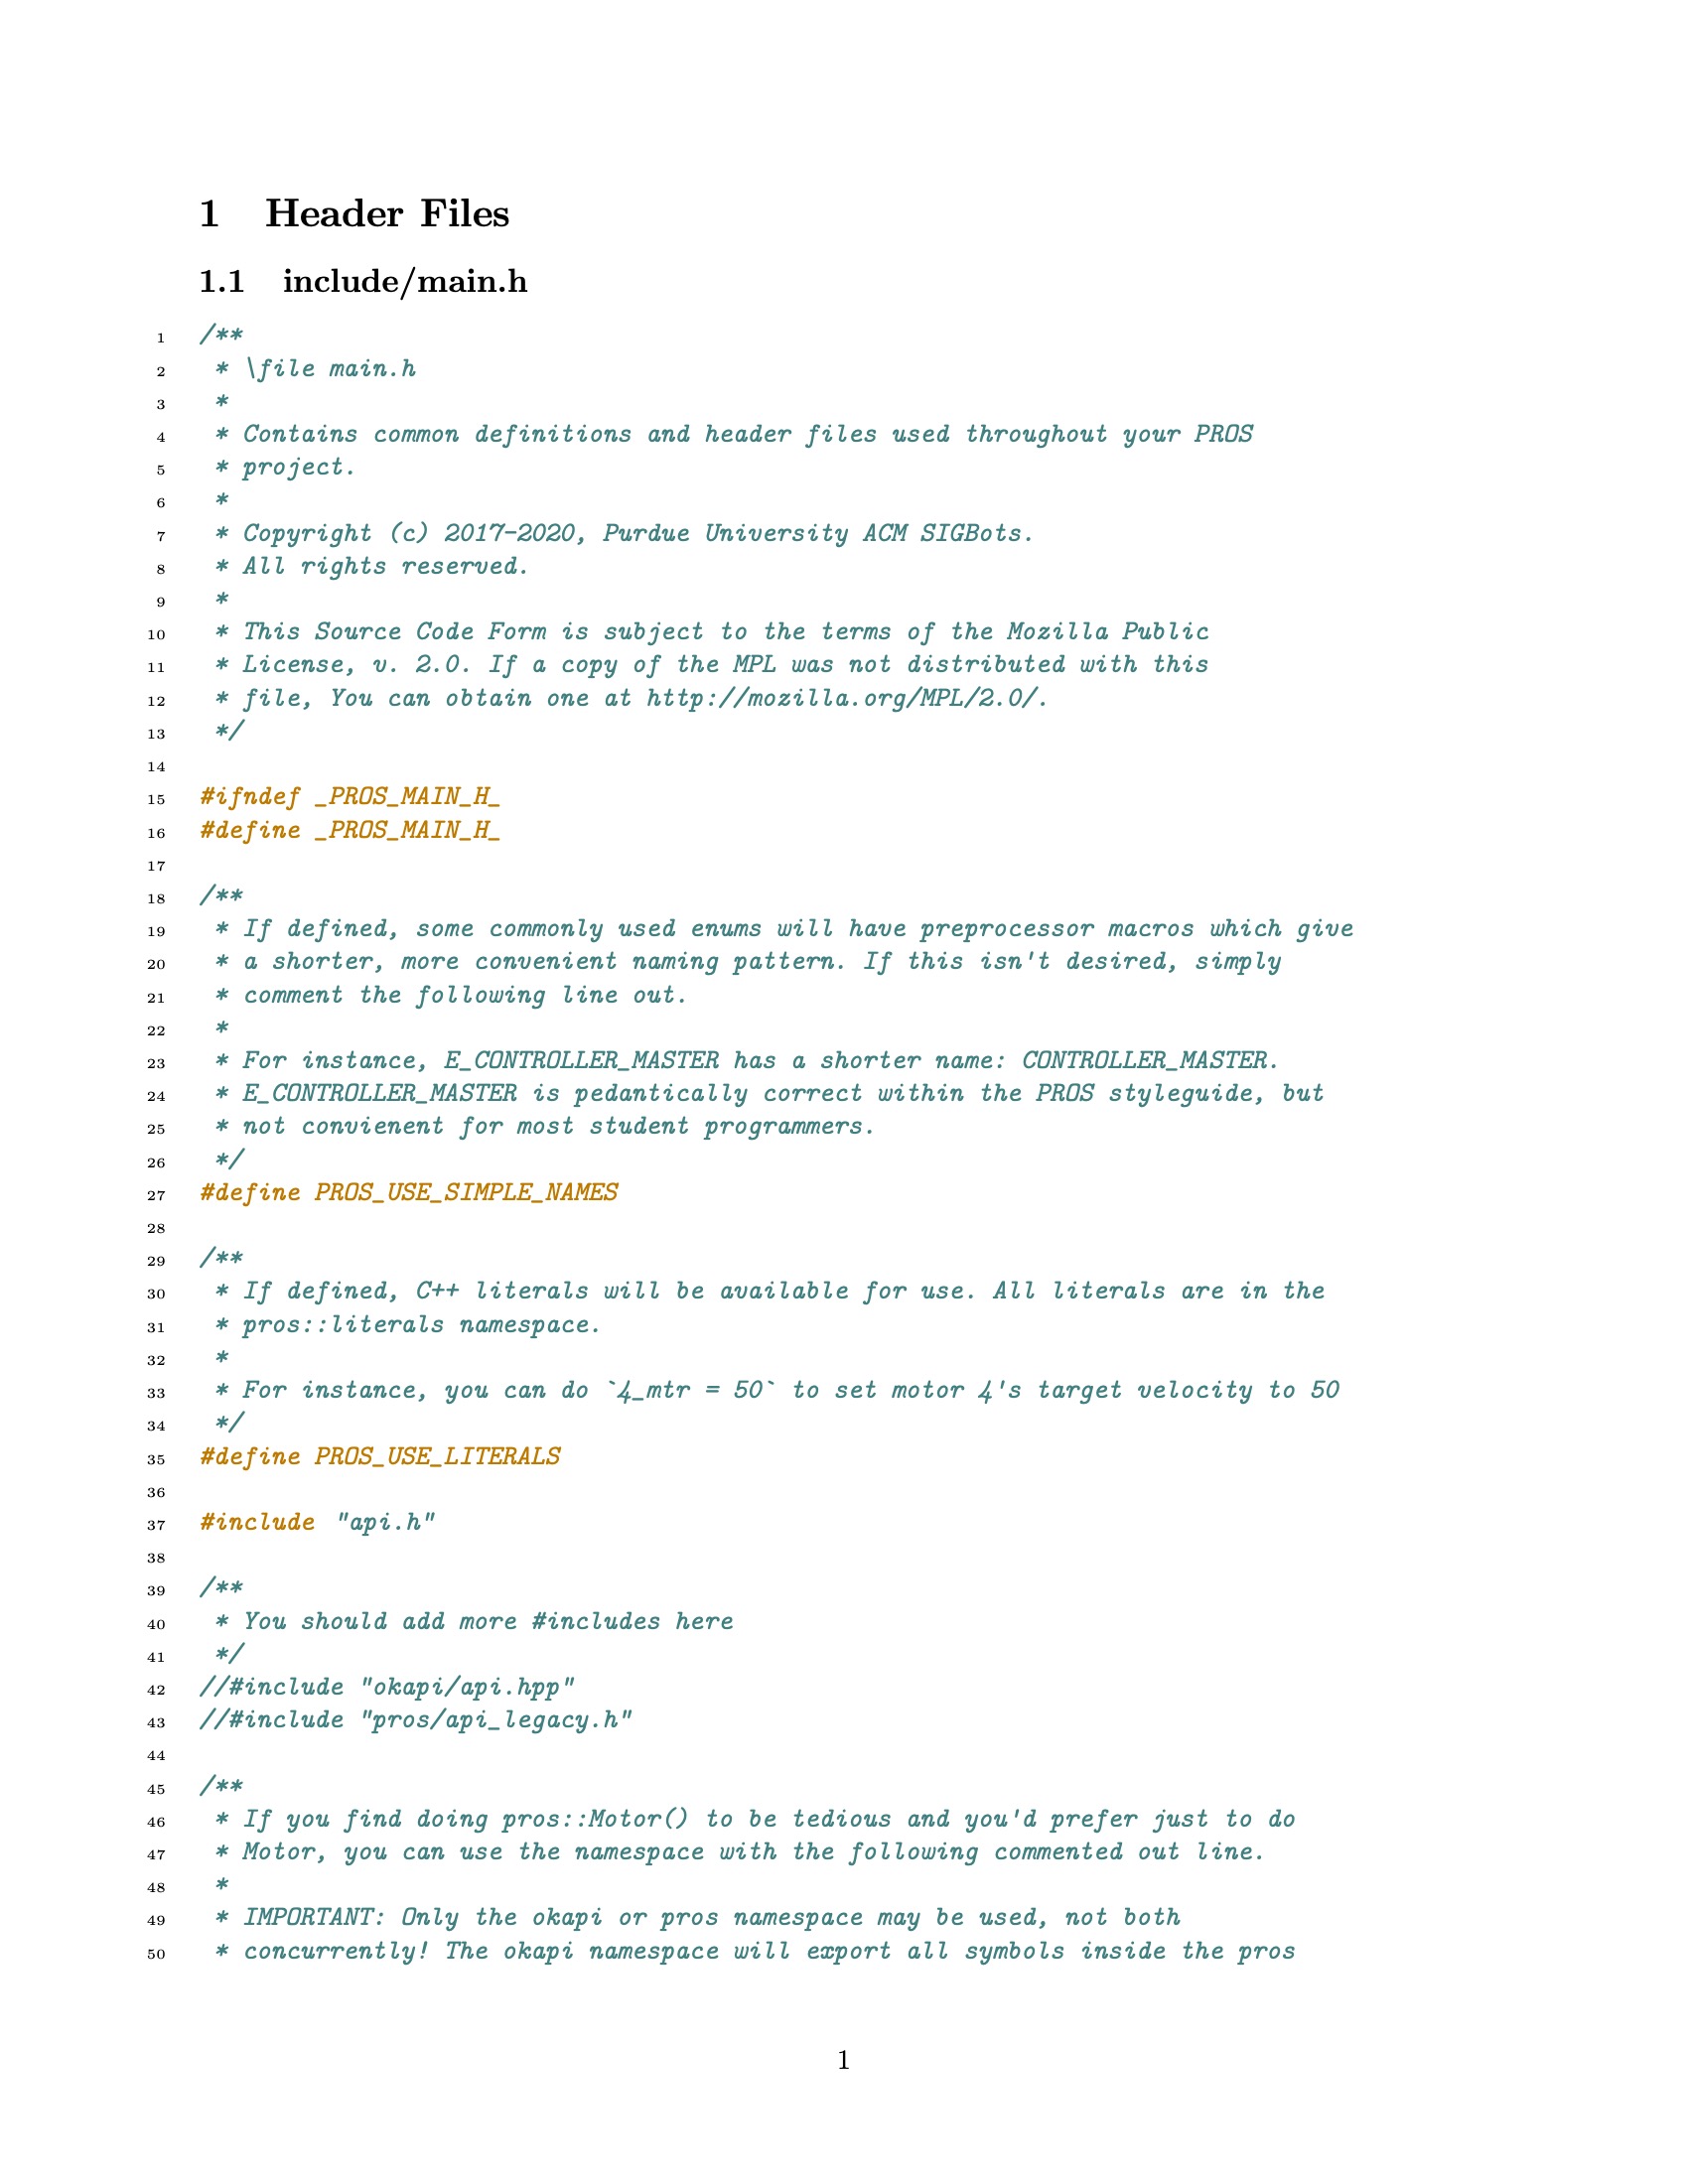 1 Header Files
1.1 include/main.h
1 /**
2  * \file main.h
3  *
4  * Contains common definitions and header files used throughout your PROS
5  * project.
6  *
7  * Copyright (c) 2017-2020, Purdue University ACM SIGBots.
8  * All rights reserved.
9  *
10  * This Source Code Form is subject to the terms of the Mozilla Public
11  * License, v. 2.0. If a copy of the MPL was not distributed with this
12  * file, You can obtain one at http://mozilla.org/MPL/2.0/.
13  */
14
15 #ifndef _PROS_MAIN_H_
16 #define _PROS_MAIN_H_
17
18 /**
19  * If defined, some commonly used enums will have preprocessor macros which give
20  * a shorter, more convenient naming pattern. If this isn't desired, simply
21  * comment the following line out.
22  *
23  * For instance, E_CONTROLLER_MASTER has a shorter name: CONTROLLER_MASTER.
24  * E_CONTROLLER_MASTER is pedantically correct within the PROS styleguide, but
25  * not convienent for most student programmers.
26  */
27 #define PROS_USE_SIMPLE_NAMES
28
29 /**
30  * If defined, C++ literals will be available for use. All literals are in the
31  * pros::literals namespace.
32  *
33  * For instance, you can do `4_mtr = 50` to set motor 4's target velocity to 50
34  */
35 #define PROS_USE_LITERALS
36
37 #include "api.h"
38
39 /**
40  * You should add more #includes here
41  */
42 //#include "okapi/api.hpp"
43 //#include "pros/api_legacy.h"
44
45 /**
46  * If you find doing pros::Motor() to be tedious and you'd prefer just to do
47  * Motor, you can use the namespace with the following commented out line.
48  *
49  * IMPORTANT: Only the okapi or pros namespace may be used, not both
50  * concurrently! The okapi namespace will export all symbols inside the pros
1